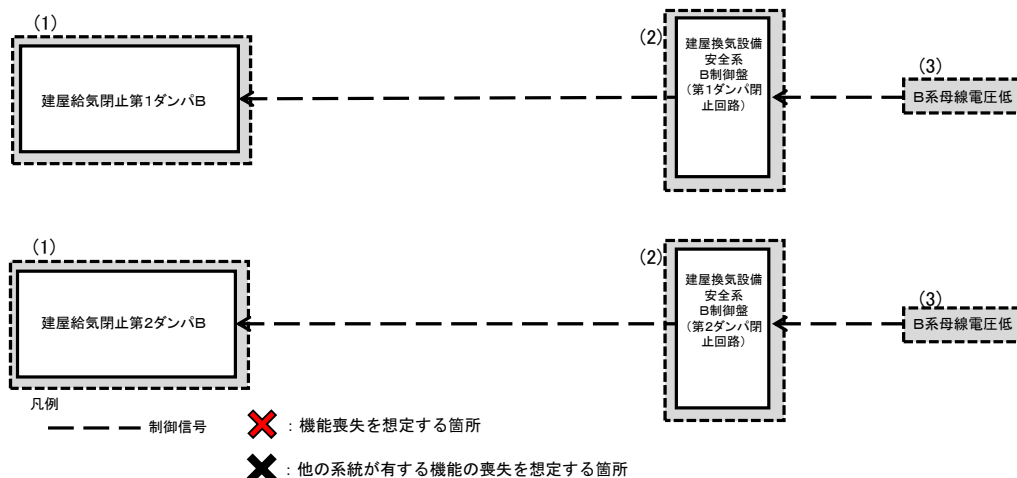 (1)
建屋給気閉止第1ダンパB
(2)
建屋換気設備
安全系
B制御盤
(第1ダンパ閉
止回路)
(3)
B系母線電圧低
(1)
建屋給気閉止第2ダンパB
(2)
建屋換気設備
安全系
B制御盤
(第2ダンパ閉
止回路)
(3)
B系母線電圧低
凡例
制御信号
：機能喪失を想定する箇所
：他の系統が有する機能の喪失を想定する箇所